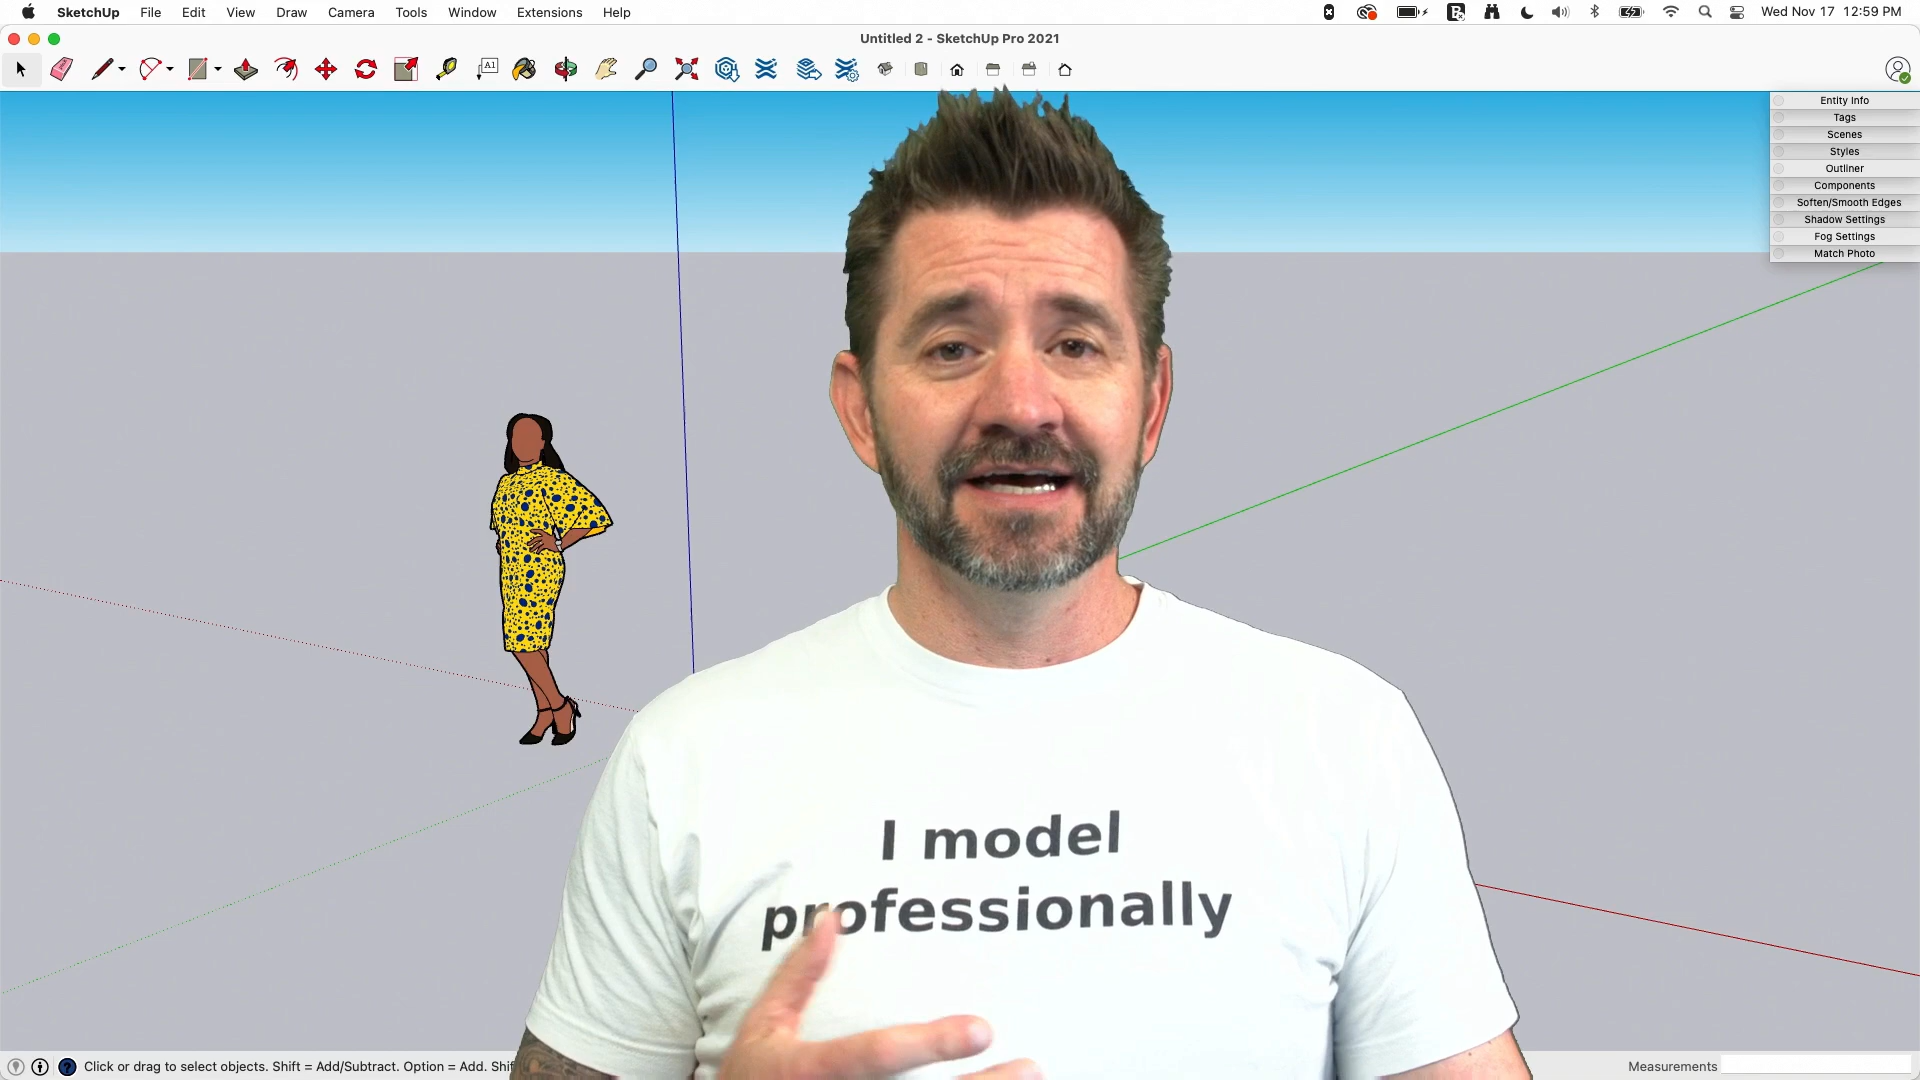 SketchUp File Edit View Draw Camera Tools Window Extensions Help Wed Nov 17 12:59 PM
Untitled 2 - SketchUp Pro 2021
A1
Entity Info
Tags
Scenes
Styles
Outliner
Components
Soften/Smooth Edges
Shadow Settings
Fog Settings
Match Photo
I model
professionally
Click or drag to select objects. Shift = Add/Subtract. Option = Add. Shif
Measurements